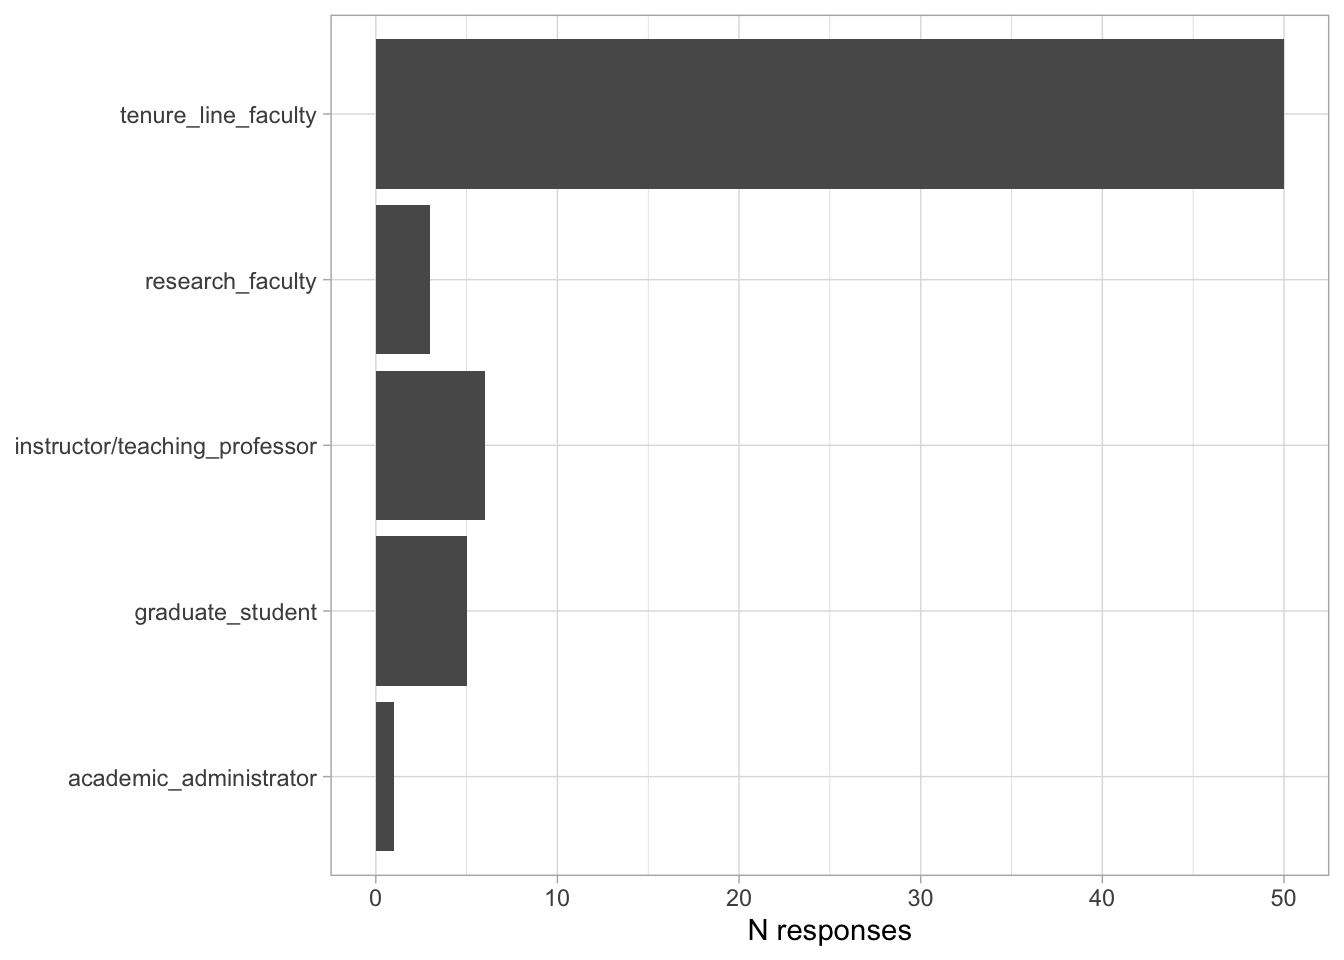 tenure_line_faculty
research_faculty
instructor/teaching_professor
graduate_student
academic_administrator
0 10 20 30 40 50
N responses